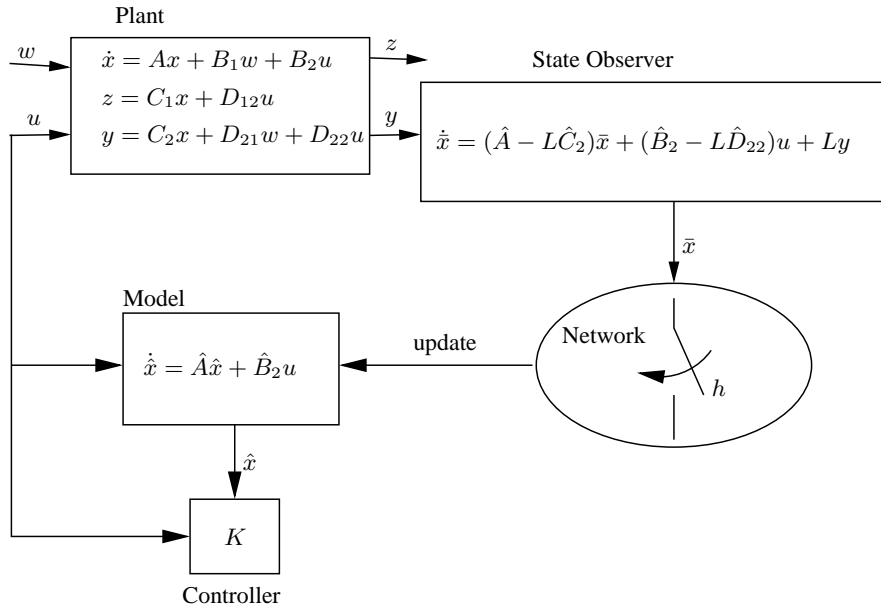 Plant
w
ẋ = Ax + B₁w + B₂u
z = C₁x + D₁₂u
y = C₂x + D₂₁w + D₂₂u
z
u
y
State Observer
x̄̇ = (Â − LĈ₂)x̄ + (B̂₂ − LD̂₂₂)u + Ly
x̄
Model
x̂̇ = Âx̂ + B̂₂u
update
Network
h
x̂
K
Controller